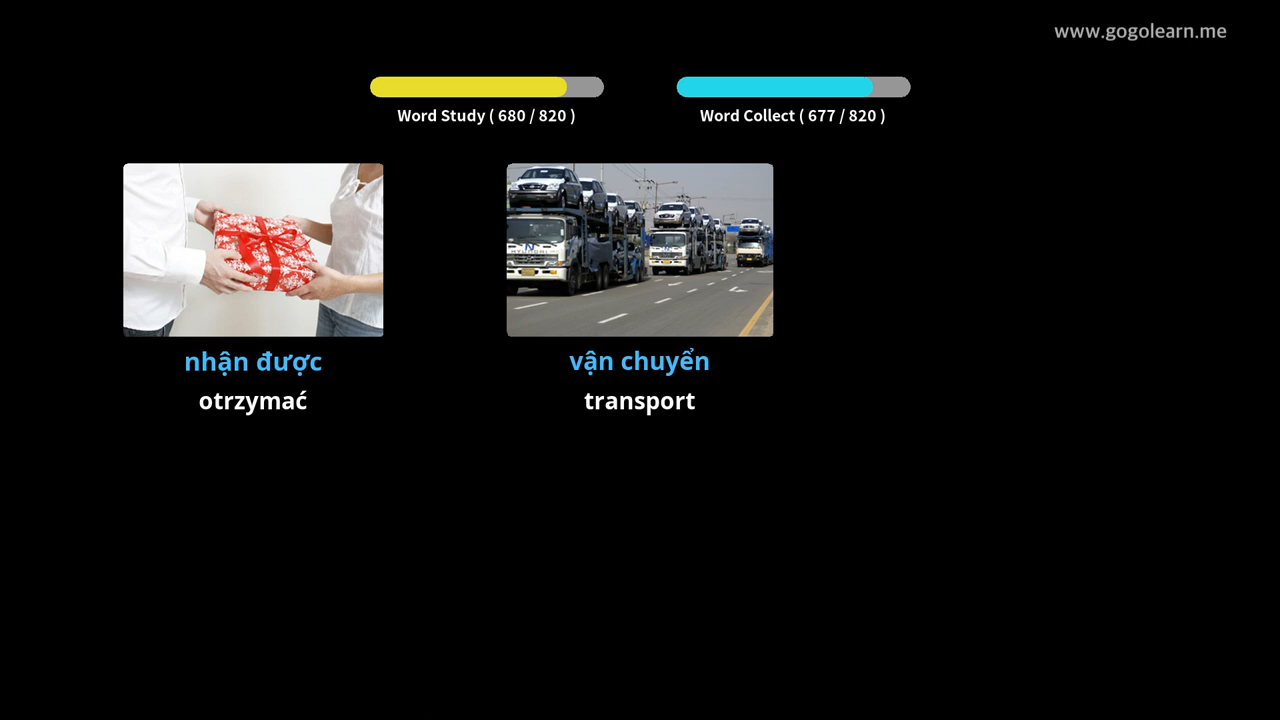 www.gogolearn.me
Word Study ( 680 / 820 )
Word Collect ( 677 / 820 )
nhận được
vận chuyển
otrzymać
transport